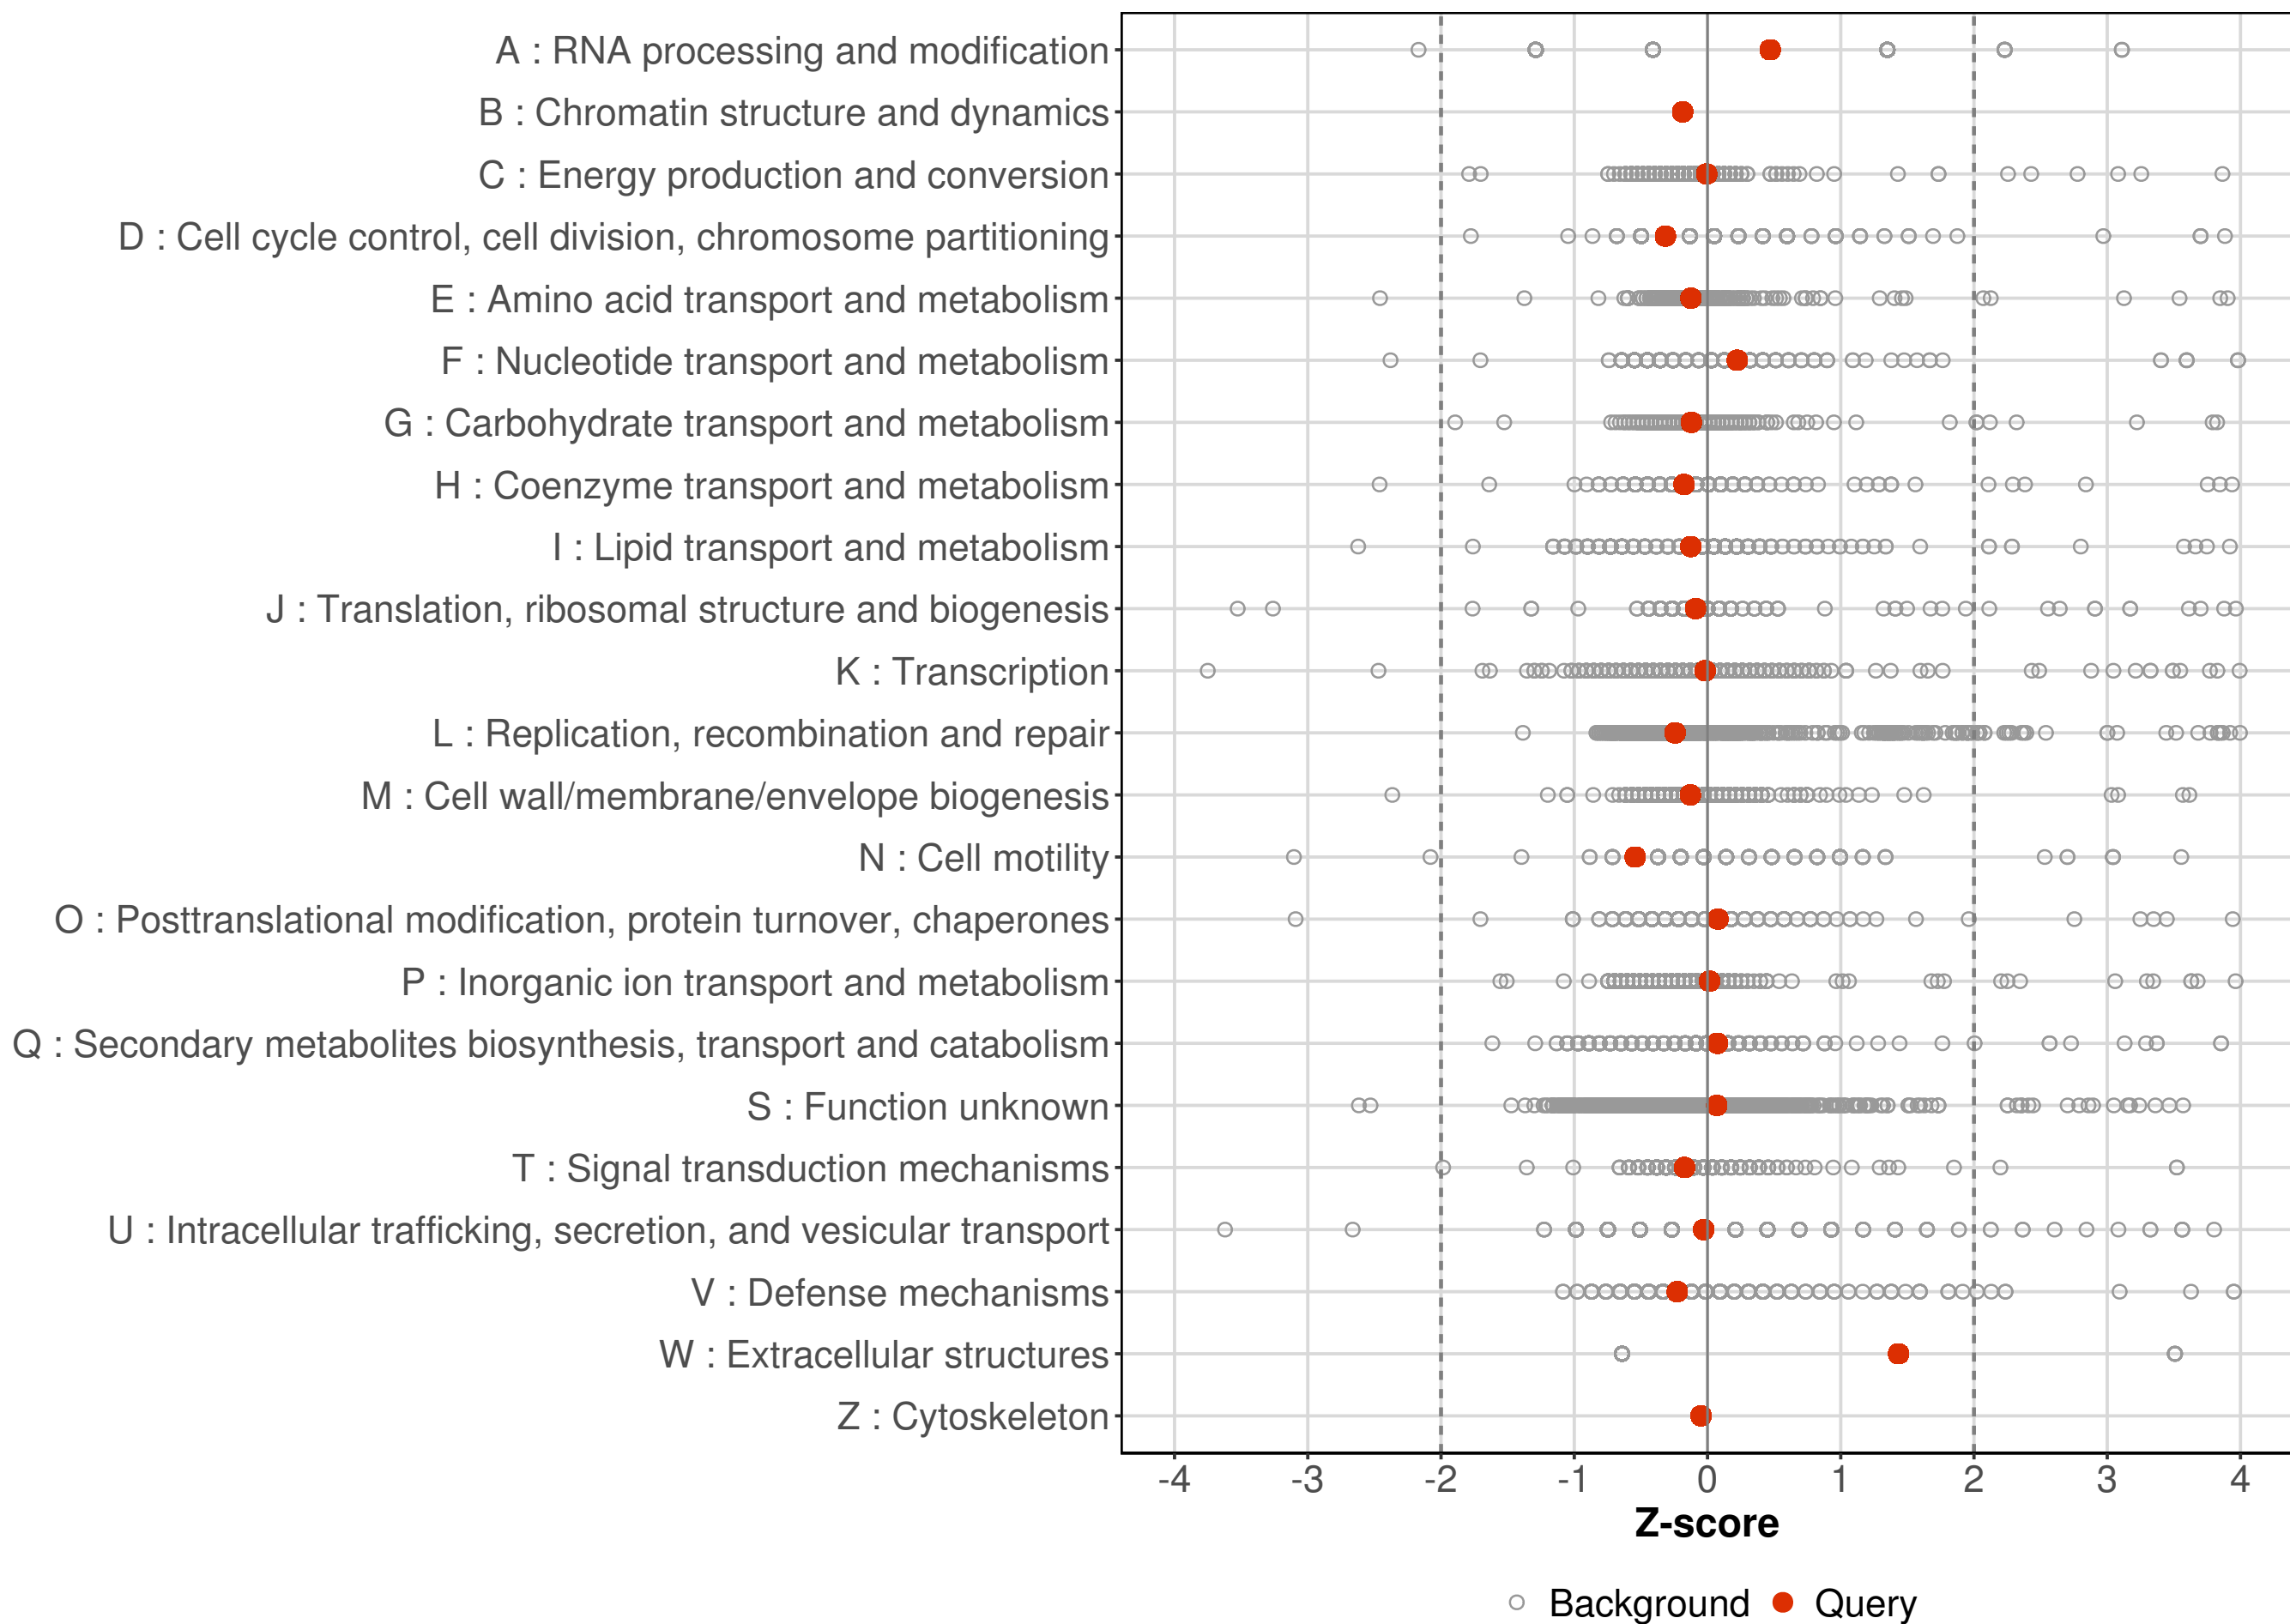 A : RNA processing and modification
B : Chromatin structure and dynamics
C : Energy production and conversion
D : Cell cycle control, cell division, chromosome partitioning
E : Amino acid transport and metabolism
F : Nucleotide transport and metabolism
G : Carbohydrate transport and metabolism
H : Coenzyme transport and metabolism
I : Lipid transport and metabolism
J : Translation, ribosomal structure and biogenesis
K : Transcription
L : Replication, recombination and repair
M : Cell wall/membrane/envelope biogenesis
N : Cell motility
O : Posttranslational modification, protein turnover, chaperones
P : Inorganic ion transport and metabolism
Q : Secondary metabolites biosynthesis, transport and catabolism
S : Function unknown
T : Signal transduction mechanisms
U : Intracellular trafficking, secretion, and vesicular transport
V : Defense mechanisms
W : Extracellular structures
Z : Cytoskeleton
-4 -3 -2 -1 0 1 2 3 4
Z-score
Background Query